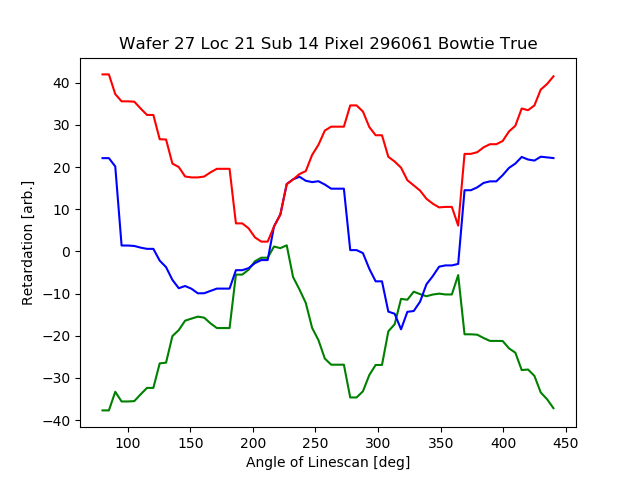 Wafer 27 Loc 21 Sub 14 Pixel 296061 Bowtie True
40
30
20
10
0
−10
−20
−30
−40
Retardation [arb.]
100 150 200 250 300 350 400 450
Angle of Linescan [deg]